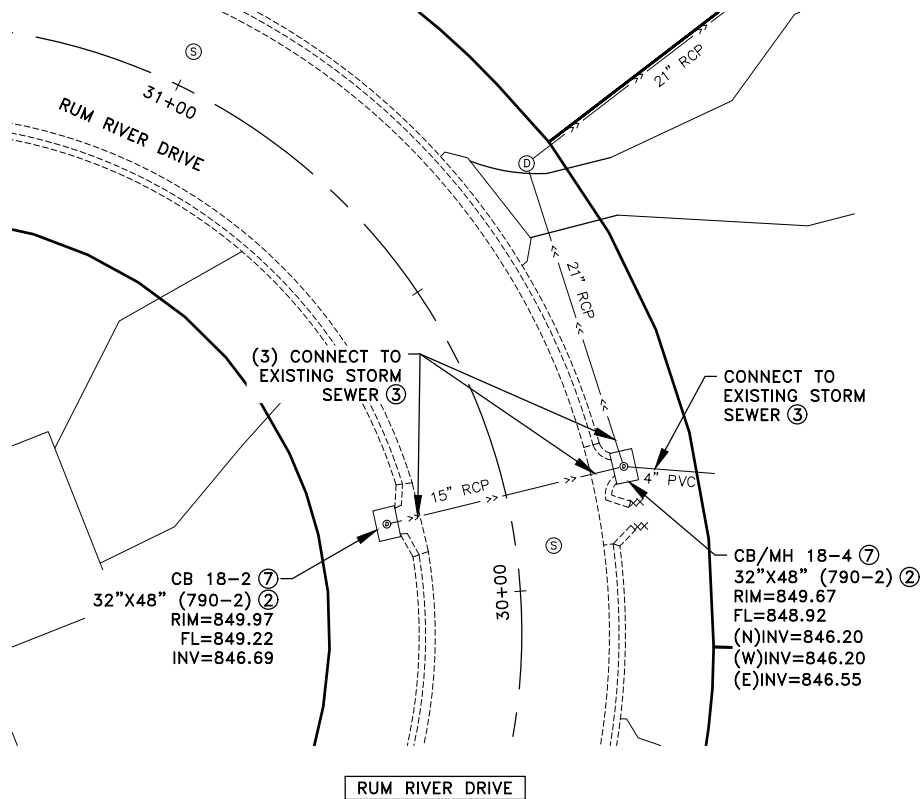 21" RCP
Ⓢ
31+00
RUM RIVER DRIVE
Ⓓ
21" RCP
(3) CONNECT TO
EXISTING STORM
SEWER ③
CONNECT TO
EXISTING STORM
SEWER ③
4" PVC
15" RCP
Ⓢ
30+00
CB 18-2 ⑦
32"X48" (790-2) ②
RIM=849.97
FL=849.22
INV=846.69
CB/MH 18-4 ⑦
32"X48" (790-2) ②
RIM=849.67
FL=848.92
(N)INV=846.20
(W)INV=846.20
(E)INV=846.55
RUM RIVER DRIVE